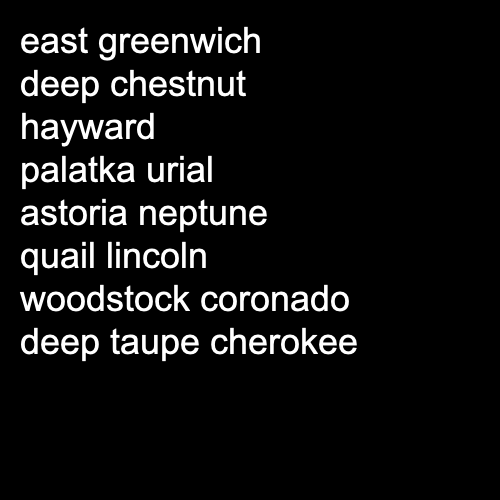 east greenwich
deep chestnut
hayward
palatka urial
astoria neptune
quail lincoln
woodstock coronado
deep taupe cherokee